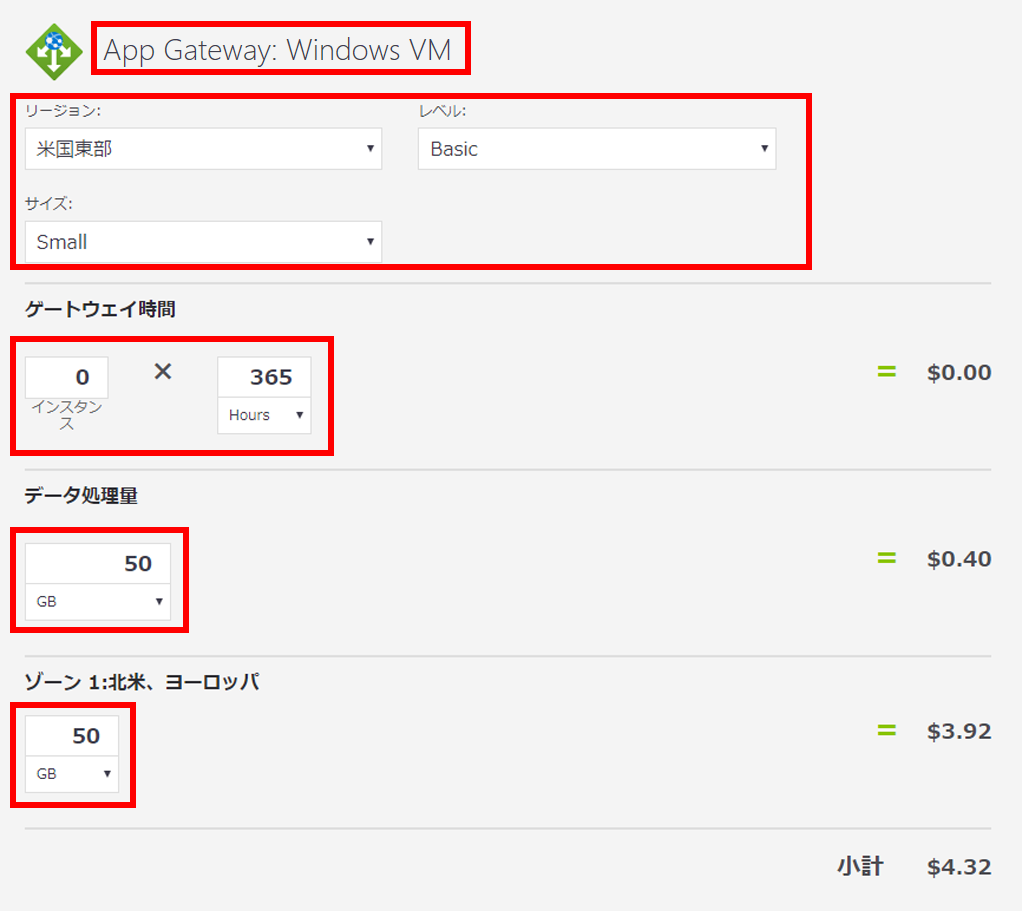 App Gateway: Windows VM
リージョン:
レベル:
米国東部
Basic
サイズ:
Small
ゲートウェイ時間
0
×
365
=
$0.00
インスタン
ス
Hours
データ処理量
50
=
$0.40
GB
ゾーン 1:北米、ヨーロッパ
50
=
$3.92
GB
小計
$4.32